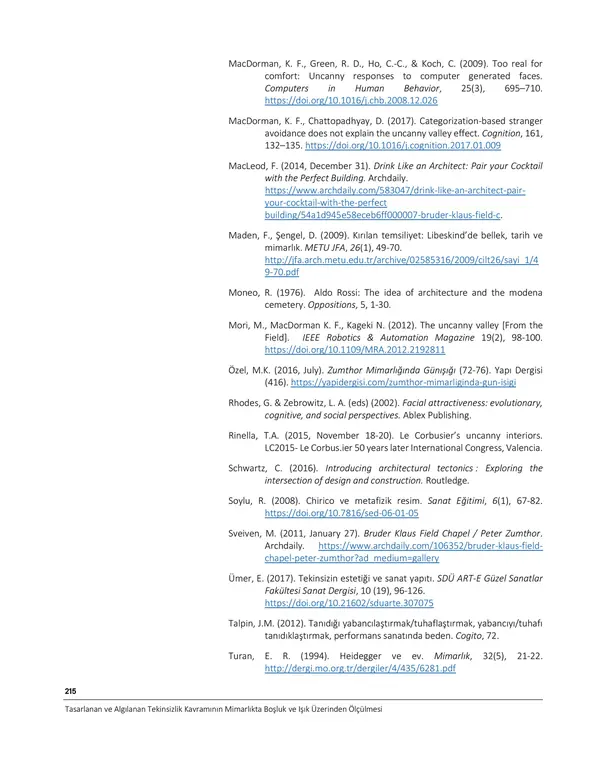 MacDorman, K. F., Green, R. D., Ho, C.-C., & Koch, C. (2009). Too real for
comfort: Uncanny responses to computer generated faces.
Computers in Human Behavior, 25(3), 695–710.
https://doi.org/10.1016/j.chb.2008.12.026
MacDorman, K. F., Chattopadhyay, D. (2017). Categorization-based stranger
avoidance does not explain the uncanny valley effect. Cognition, 161,
132–135. https://doi.org/10.1016/j.cognition.2017.01.009
MacLeod, F. (2014, December 31). Drink Like an Architect: Pair your Cocktail
with the Perfect Building. Archdaily.
https://www.archdaily.com/583047/drink-like-an-architect-pair-
your-cocktail-with-the-perfect
building/54a1d945e58eceb6ff000007-bruder-klaus-field-c.
Maden, F., Şengel, D. (2009). Kırılan temsiliyet: Libeskind'de bellek, tarih ve
mimarlık. METU JFA, 26(1), 49-70.
http://jfa.arch.metu.edu.tr/archive/02585316/2009/cilt26/sayi_1/4
9-70.pdf
Moneo, R. (1976). Aldo Rossi: The idea of architecture and the modena
cemetery. Oppositions, 5, 1-30.
Mori, M., MacDorman K. F., Kageki N. (2012). The uncanny valley [From the
Field]. IEEE Robotics & Automation Magazine 19(2), 98-100.
https://doi.org/10.1109/MRA.2012.2192811
Özel, M.K. (2016, July). Zumthor Mimarlığında Günışığı (72-76). Yapı Dergisi
(416). https://yapidergisi.com/zumthor-mimarliginda-gun-isigi
Rhodes, G. & Zebrowitz, L. A. (eds) (2002). Facial attractiveness: evolutionary,
cognitive, and social perspectives. Ablex Publishing.
Rinella, T.A. (2015, November 18-20). Le Corbusier's uncanny interiors.
LC2015- Le Corbus.ier 50 years later International Congress, Valencia.
Schwartz, C. (2016). Introducing architectural tectonics : Exploring the
intersection of design and construction. Routledge.
Soylu, R. (2008). Chirico ve metafizik resim. Sanat Eğitimi, 6(1), 67-82.
https://doi.org/10.7816/sed-06-01-05
Sveiven, M. (2011, January 27). Bruder Klaus Field Chapel / Peter Zumthor.
Archdaily. https://www.archdaily.com/106352/bruder-klaus-field-
chapel-peter-zumthor?ad_medium=gallery
Ümer, E. (2017). Tekinsizin estetiği ve sanat yapıtı. SDÜ ART-E Güzel Sanatlar
Fakültesi Sanat Dergisi, 10 (19), 96-126.
https://doi.org/10.21602/sduarte.307075
Talpin, J.M. (2012). Tanıdığı yabancılaştırmak/tuhaflaştırmak, yabancıyı/tuhafı
tanıdıklaştırmak, performans sanatında beden. Cogito, 72.
Turan, E. R. (1994). Heidegger ve ev. Mimarlık, 32(5), 21-22.
http://dergi.mo.org.tr/dergiler/4/435/6281.pdf
215
Tasarlanan ve Algılanan Tekinsizlik Kavramının Mimarlıkta Boşluk ve Işık Üzerinden Ölçülmesi